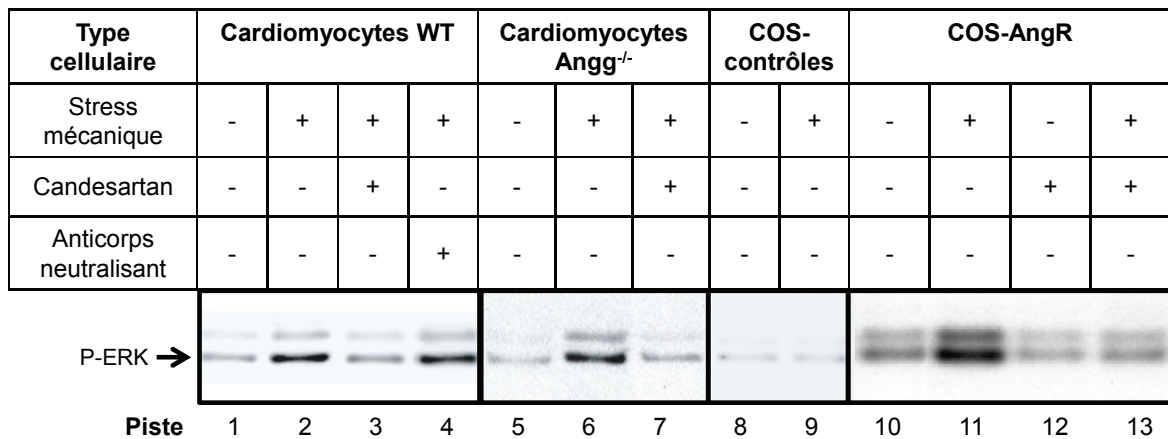 Type cellulaire | Cardiomyocytes WT | Cardiomyocytes Angg-/- | COS-contrôles | COS-AngR
Stress mécanique | - | + | + | + | - | + | + | - | + | - | + | - | +
Candesartan | - | - | + | - | - | - | + | - | - | - | - | + | +
Anticorps neutralisant | - | - | - | + | - | - | - | - | - | - | - | - | -
P-ERK
Piste 1 2 3 4 5 6 7 8 9 10 11 12 13